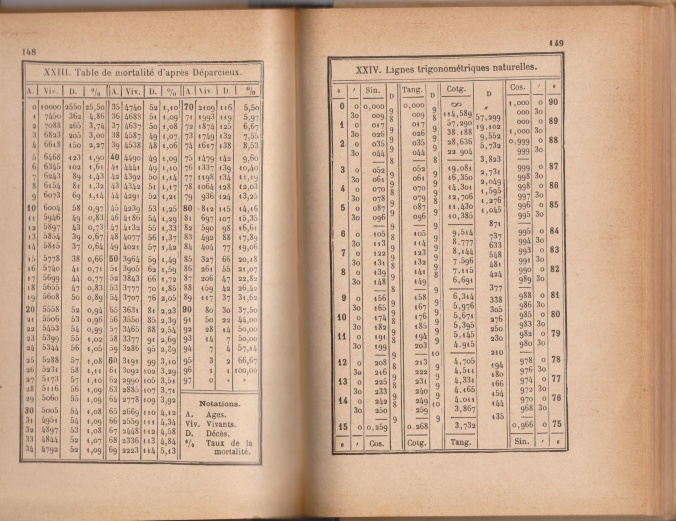 148
XXIII. Table de mortalité d'après Déparcieux.
A. Viv. D. % A. Viv. D. % A. Viv. D. %
0 10000 2550 25,50 35 4740 52 1,10 70 2109 116 5,50
1 7450 362 4,86 36 4688 51 1,09 71 1993 119 5,97
2 7088 265 3,74 37 4637 50 1,08 72 1874 125 6,67
3 6823 205 3,00 38 4587 49 1,07 73 1749 132 7,55
4 6618 150 2,27 39 4538 48 1,06 74 1617 138 8,53
5 6468 123 1,90 40 4490 49 1,09 75 1479 142 9,60
6 6345 102 1,61 41 4441 49 1,10 76 1337 139 10,40
7 6243 89 1,43 42 4392 50 1,14 77 1198 134 11,19
8 6154 81 1,32 43 4342 51 1,17 78 1064 128 12,03
9 6073 69 1,14 44 4291 52 1,21 79 936 124 13,25
10 6004 58 0,97 45 4239 53 1,25 80 812 115 14,16
11 5946 49 0,83 46 4186 54 1,29 81 697 107 15,35
12 5897 43 0,73 47 4132 55 1,33 82 590 98 16,61
13 5854 39 0,67 48 4077 56 1,37 83 492 88 17,89
14 5815 37 0,64 49 4021 57 1,42 84 404 77 19,06
15 5778 38 0,66 50 3964 59 1,49 85 327 66 20,18
16 5740 41 0,71 51 3905 62 1,59 86 261 55 21,07
17 5699 44 0,77 52 3843 66 1,72 87 206 47 22,82
18 5655 47 0,83 53 3777 70 1,85 88 159 42 26,42
19 5608 50 0,89 54 3707 76 2,05 89 117 37 31,62
20 5558 52 0,94 55 3631 81 2,23 90 80 30 37,50
21 5506 53 0,96 56 3550 85 2,39 91 50 22 44,00
22 5453 54 0,99 57 3465 88 2,54 92 28 14 50,00
23 5399 55 1,02 58 3377 91 2,69 93 14 7 50,00
24 5344 56 1,05 59 3286 95 2,89 94 7 4 57,14
25 5288 57 1,08 60 3191 99 3,10 95 3 2 66,67
26 5231 58 1,11 61 3092 102 3,29 96 1 1 100,00
27 5173 57 1,10 62 2990 105 3,51 97 0 » »
28 5116 56 1,09 63 2885 107 3,71
29 5060 55 1,09 64 2778 109 3,92
30 5005 54 1,08 65 2669 110 4,12
31 4951 54 1,09 66 2559 111 4,34
32 4897 53 1,08 67 2448 112 4,58
33 4844 52 1,07 68 2336 113 4,84
34 4792 52 1,09 69 2223 114 5,13
Notations.
A. Ages.
Viv. Vivants.
D. Décès.
% Taux de la
mortalité.
149
XXIV. Lignes trigonométriques naturelles.
° ′ Sin. D Tang. D Cotg. D Cos. ′ °
0 0 0,000 0,000 ∞ 1,000 0 90
9 9 »
30 009 009 114,589 000 30
8 8 57,299
1 0 017 017 57,290 000 0 89
9 9 19,102
30 026 026 38,188 000 30
9 9 9,552
2 0 035 035 28,636 0,999 0 88
9 9 5,732
30 044 044 22 904 999 30
3,823
3 0 052 052 19,081 999 0 87
9 9 2,731
30 061 061 16,350 998 30
9 9 2,049
4 0 070 070 14,301 998 0 86
8 9 1,595
30 078 079 12,706 997 30
9 8 1,276
5 0 087 087 11,430 996 0 85
9 9 1,045
30 096 096 10,385 995 30
9 9 871
6 0 105 105 9,514 995 0 84
8 9 737
30 113 114 8,777 994 30
9 9 633
7 0 122 123 8,144 993 0 83
9 9 548
30 131 132 7,596 991 30
8 9 481
8 0 139 141 7,115 990 0 82
9 8 424
30 148 149 6,691 989 30
377
9 0 156 158 6,314 988 0 81
9 9 338
30 165 167 5,976 986 30
9 9 305
10 0 174 176 5,671 985 0 80
8 9 276
30 182 185 5,395 983 30
9 9 250
11 0 191 194 5,145 982 0 79
8 9 230
30 199 203 4,915 980 30
9 10 210
12 0 208 213 4,705 978 0 78
8 9 194
30 216 222 4,511 976 30
9 9 180
13 0 225 231 4,331 974 0 77
8 9 166
30 233 240 4,165 972 30
9 9 154
14 0 242 249 4,011 970 0 76
8 10 144
30 250 259 3,867 968 30
9 9 135
15 0 0,259 0,268 3,732 0,966 0 75
° ′ Cos. Cotg. Tang. Sin. ′ °